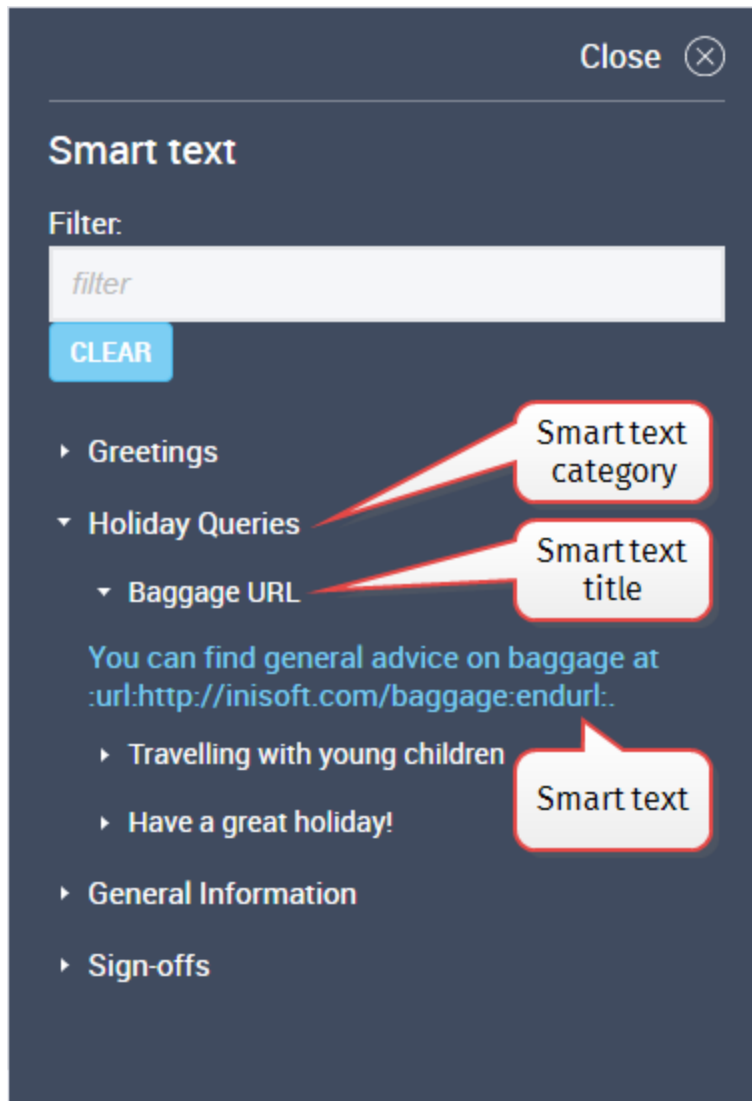 Close
Smart text
Filter:
filter
CLEAR
Greetings
Smart text
category
Holiday Queries
Smart text
title
Baggage URL
You can find general advice on baggage at
:url:http://inisoft.com/baggage:endurl:.
Travelling with young children
Smart text
Have a great holiday!
General Information
Sign-offs